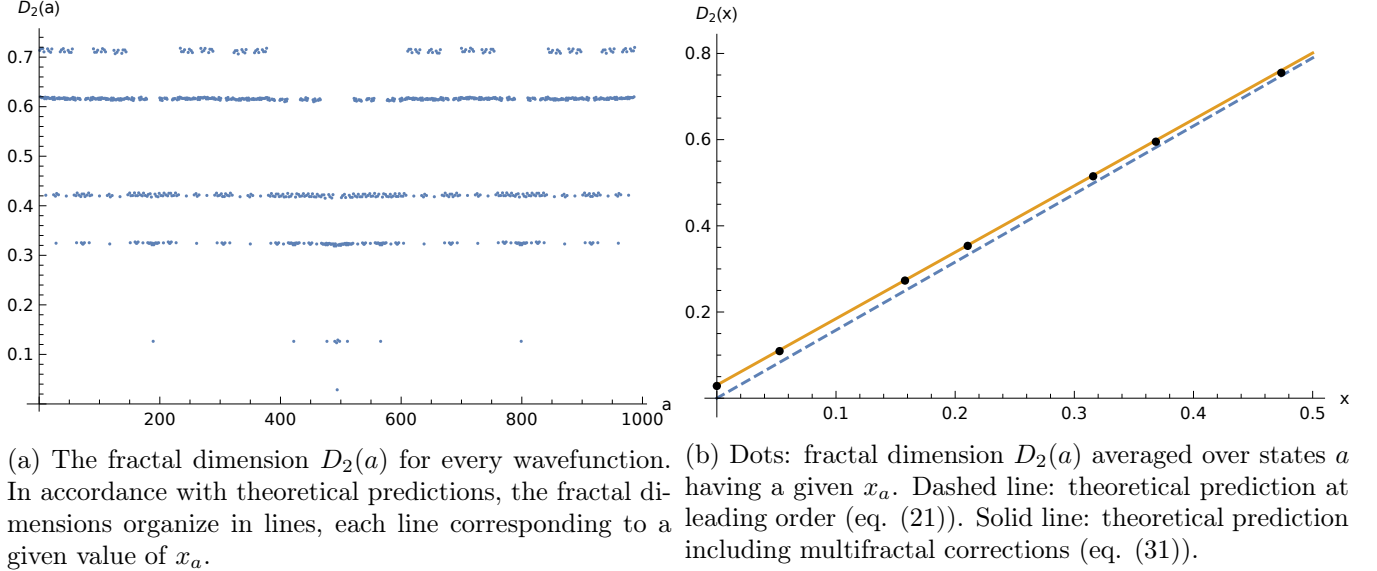 D₂(a)
0.7
0.6
0.5
0.4
0.3
0.2
0.1
200
400
600
800
1000
a
(a) The fractal dimension D₂(a) for every wavefunction.
In accordance with theoretical predictions, the fractal di-
mensions organize in lines, each line corresponding to a
given value of xₐ.
D₂(x)
0.8
0.6
0.4
0.2
0.1
0.2
0.3
0.4
0.5
x
(b) Dots: fractal dimension D₂(a) averaged over states a
having a given xₐ. Dashed line: theoretical prediction at
leading order (eq. (21)). Solid line: theoretical prediction
including multifractal corrections (eq. (31)).